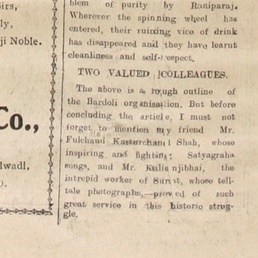 irs,
ly,
ji Noble.
Co.,
lwadl,
blem of purity by Raniparaj.
Wherever the spinning wheel has
entered, their ruining vice of drink
has disappeared and they have learnt
cleanliness and self-respect.
TWO VALUED COLLEAGUES.
The above is a rough outline of
the Bardoli organisation. But before
concluding the article, I must not
forget to mention my friend Mr.
Fulchand Kasturchand Shah, whose
inspiring and fighting Satyagraha
songs, and Mr. Kalianjibhai, the
intrepid worker of Surat, whose tell-
tale photographs,—proved of such
great service in this historic strug-
gle.